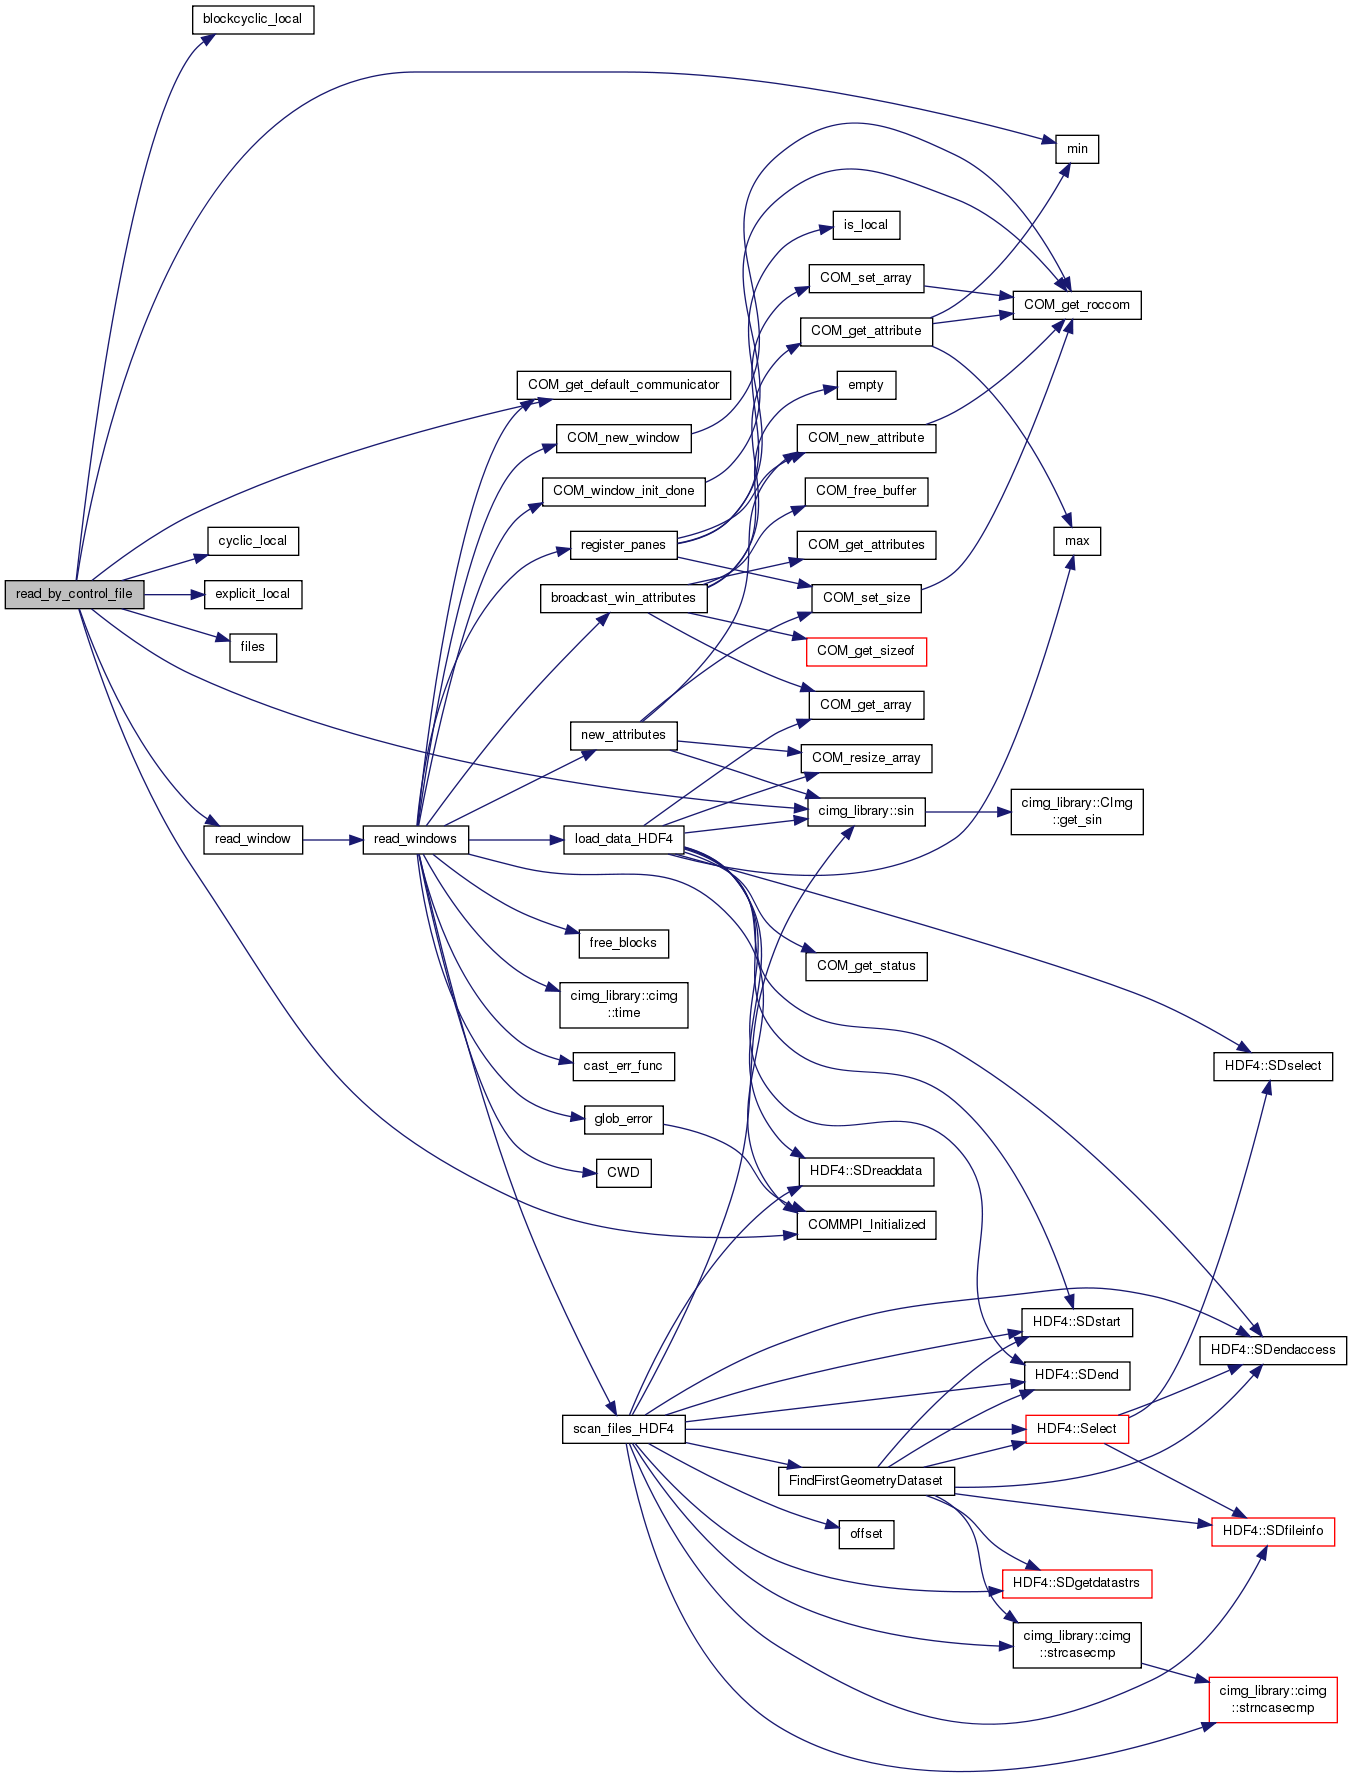 blockcyclic_local
min
is_local
COM_set_array
COM_get_roccom
COM_get_attribute
COM_get_default_communicator
empty
COM_new_window
COM_new_attribute
COM_window_init_done
COM_free_buffer
cyclic_local
register_panes
COM_get_attributes
max
read_by_control_file
explicit_local
broadcast_win_attributes
COM_set_size
files
COM_get_sizeof
COM_get_array
new_attributes
COM_resize_array
cimg_library::sin
cimg_library::CImg
::get_sin
read_window
read_windows
load_data_HDF4
free_blocks
COM_get_status
cimg_library::cimg
::time
cast_err_func
HDF4::SDselect
glob_error
CWD
HDF4::SDreaddata
COMMPI_Initialized
HDF4::SDstart
HDF4::SDendaccess
HDF4::SDend
scan_files_HDF4
HDF4::Select
FindFirstGeometryDataset
offset
HDF4::SDfileinfo
HDF4::SDgetdatastrs
cimg_library::cimg
::strcasecmp
cimg_library::cimg
::strncasecmp